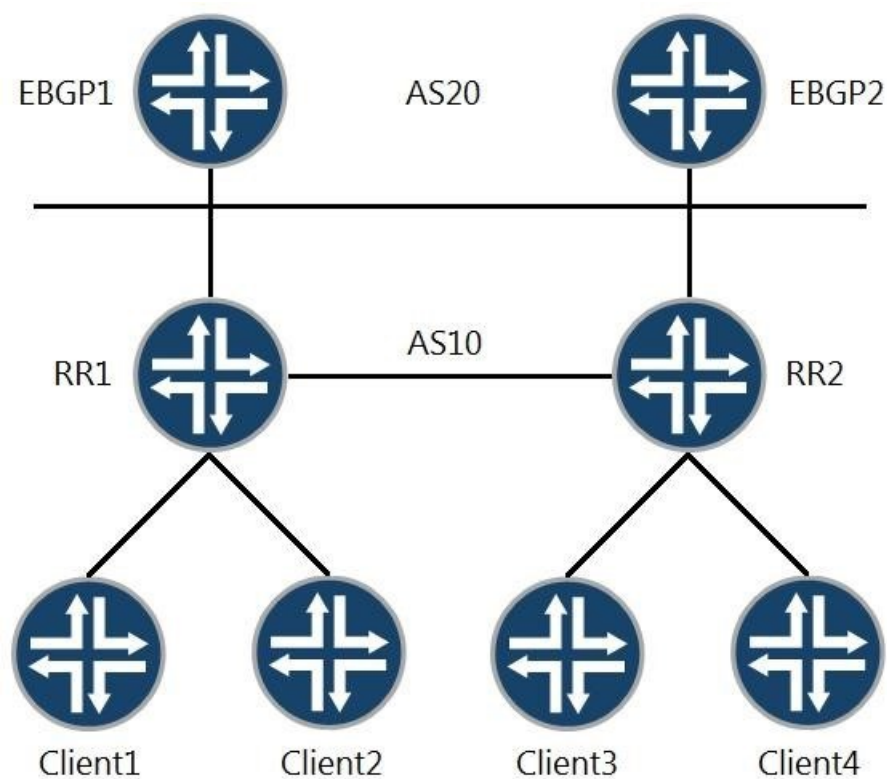 EBGP1
AS20
EBGP2
RR1
AS10
RR2
Client1
Client2
Client3
Client4